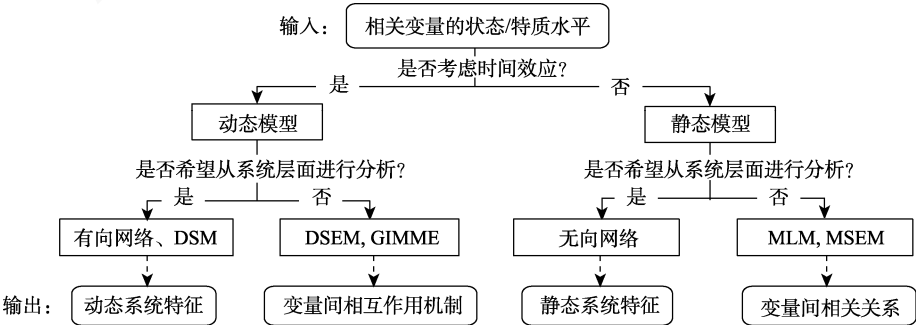 输入： 相关变量的状态/特质水平
是否考虑时间效应?
是 否
动态模型 静态模型
是否希望从系统层面进行分析? 是否希望从系统层面进行分析?
是 否 是 否
有向网络、DSM DSEM, GIMME 无向网络 MLM, MSEM
输出： 动态系统特征 变量间相互作用机制 静态系统特征 变量间相关关系